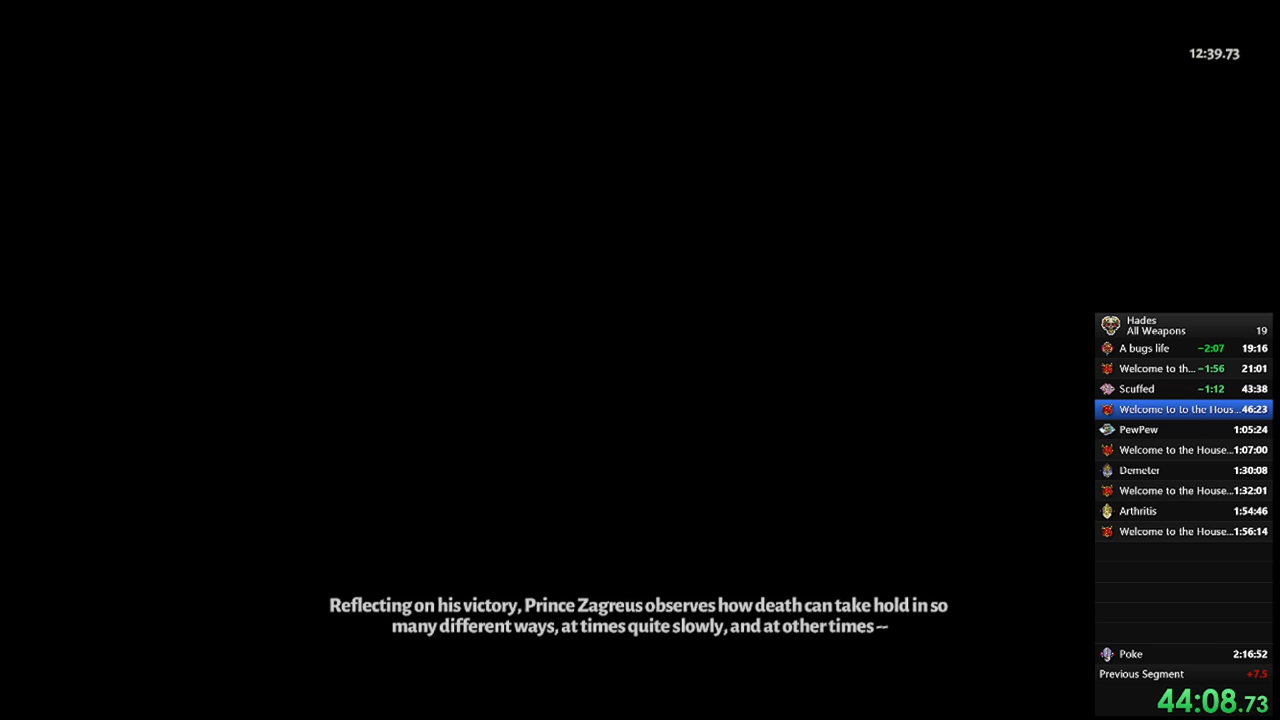 12:39.73
Hades
All Weapons 19
A bugs life -2:07 19:16
Welcome to th... -1:56 21:01
Scuffed -1:12 43:38
Welcome to to the Hous... 46:23
PewPew 1:05:24
Welcome to the House... 1:07:00
Demeter 1:30:08
Welcome to the House... 1:32:01
Arthritis 1:54:46
Welcome to the House... 1:56:14
Reflecting on his victory, Prince Zagreus observes how death can take hold in so
many different ways, at times quite slowly, and at other times --
Poke 2:16:52
Previous Segment +7.5
44:08.73